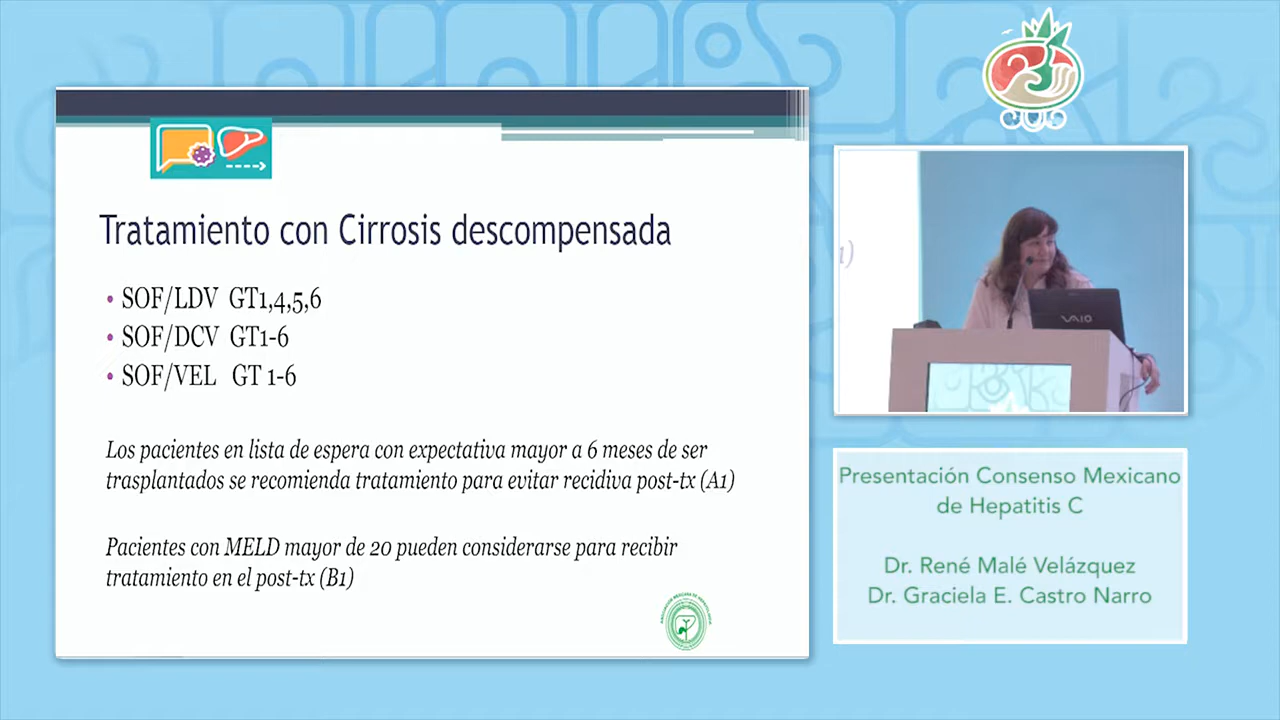 Tratamiento con Cirrosis descompensada
• SOF/LDV GT1,4,5,6
• SOF/DCV GT1-6
• SOF/VEL GT 1-6
Los pacientes en lista de espera con expectativa mayor a 6 meses de ser
trasplantados se recomienda tratamiento para evitar recidiva post-tx (A1)
Pacientes con MELD mayor de 20 pueden considerarse para recibir
tratamiento en el post-tx (B1)
VAIO
Presentación Consenso Mexicano
de Hepatitis C
Dr. René Malé Velázquez
Dr. Graciela E. Castro Narro